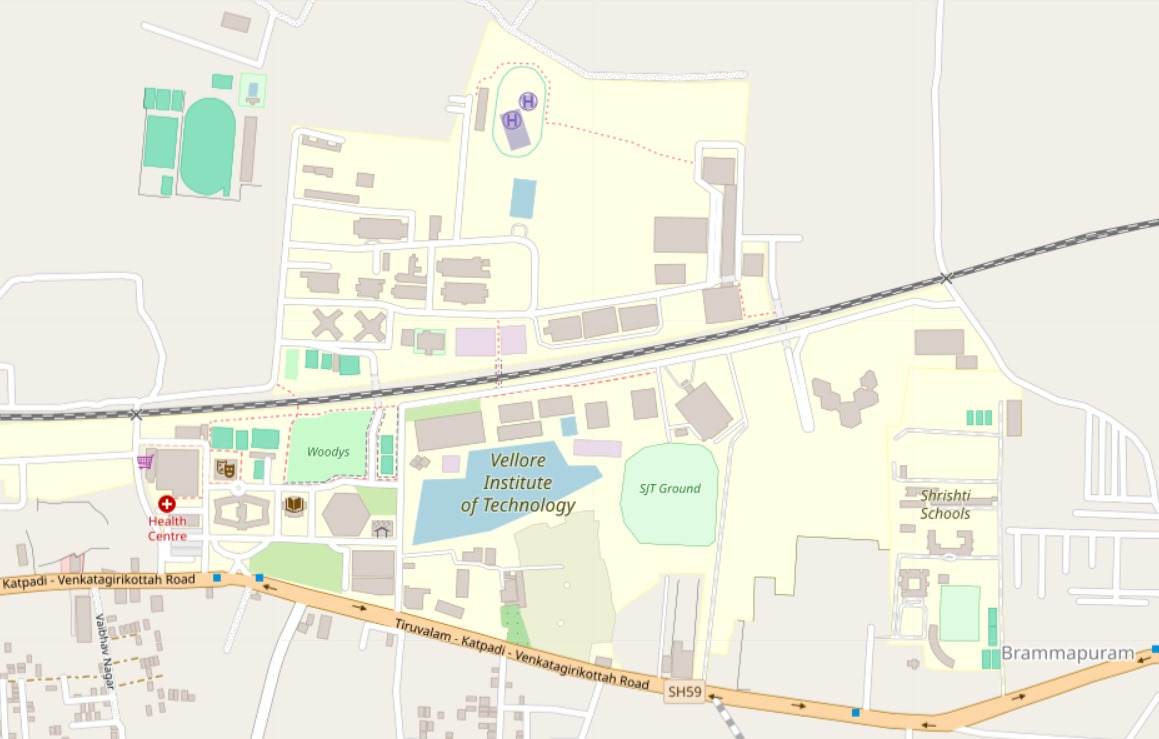 H
H
Woodys
Vellore
Institute
of Technology
SJT Ground
Shrishti
Schools
Health
Centre
Katpadi - Venkatagirikottah Road
Vaibhav Nagar
Tiruvalam - Katpadi - Venkatagirikottah Road
Brammapuram
SH59